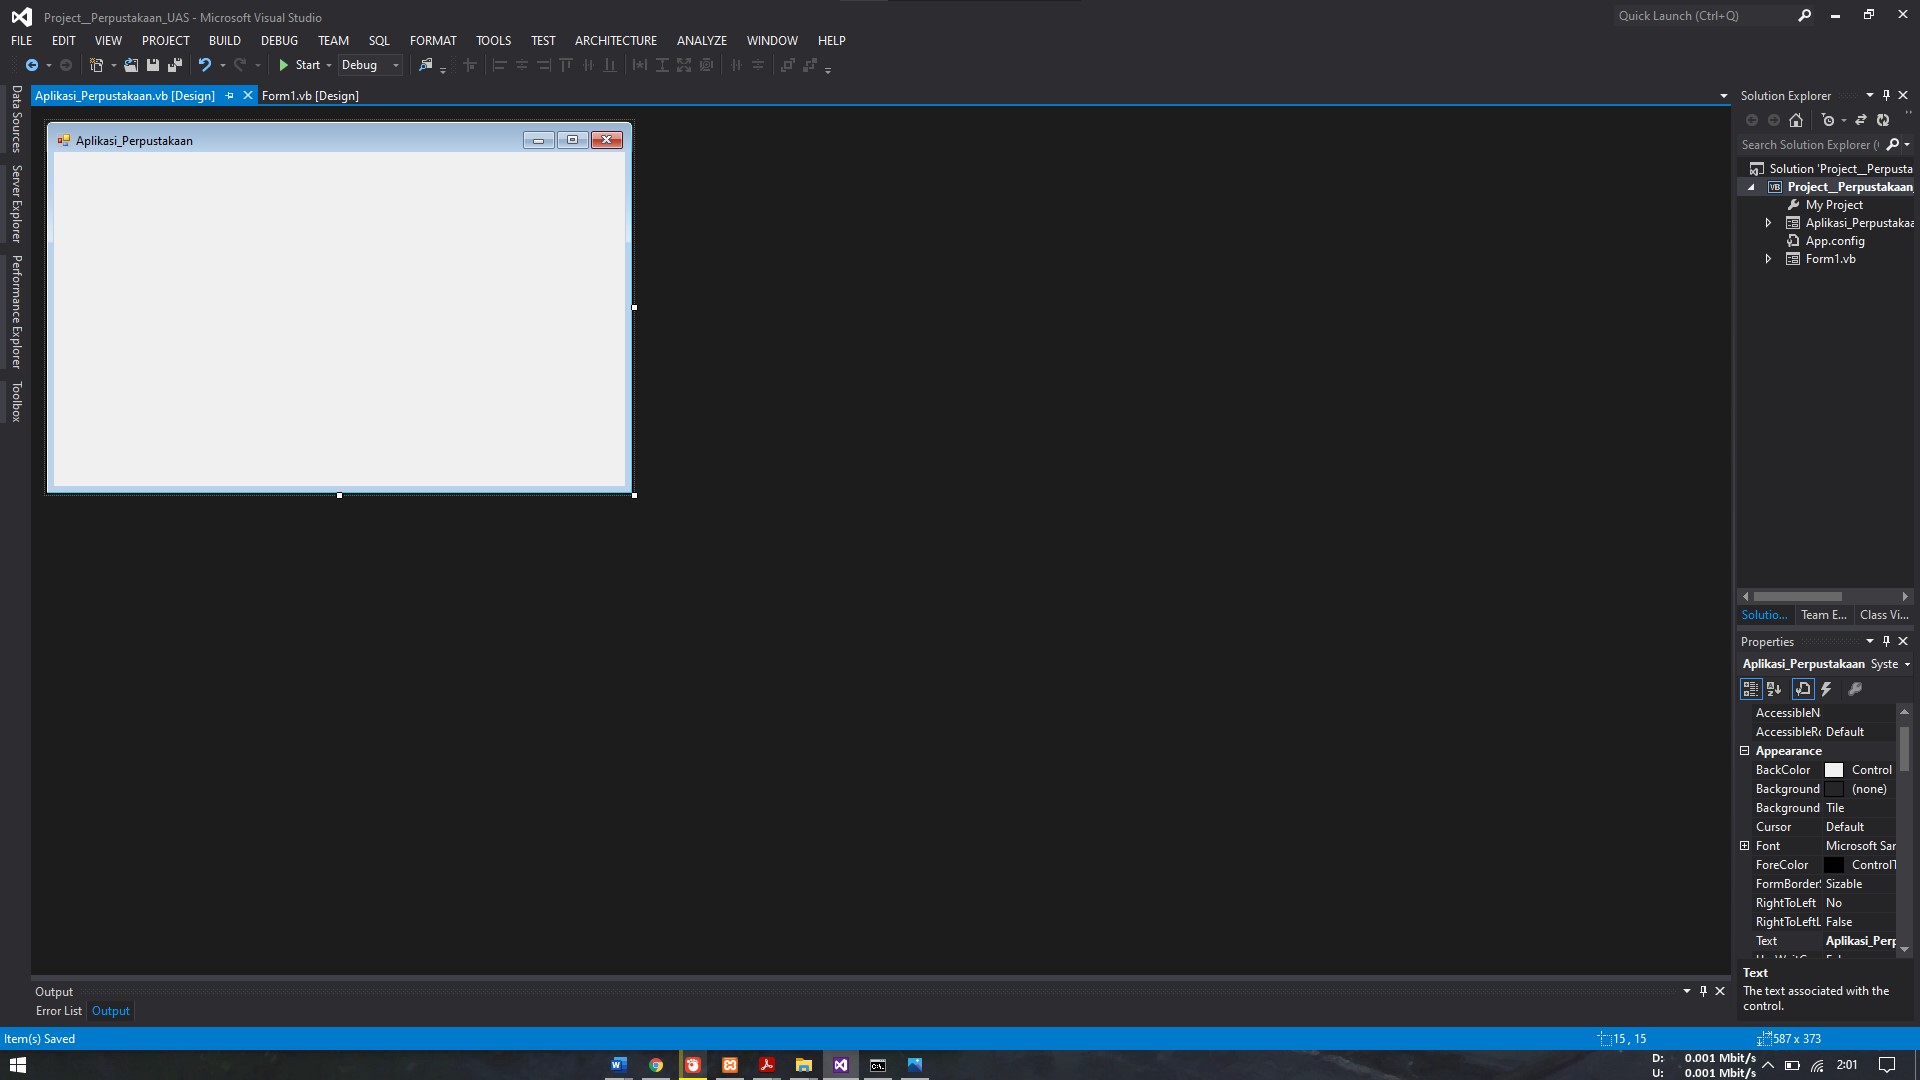 Project__Perpustakaan_UAS - Microsoft Visual Studio
Quick Launch (Ctrl+Q)
FILE EDIT VIEW PROJECT BUILD DEBUG TEAM SQL FORMAT TOOLS TEST ARCHITECTURE ANALYZE WINDOW HELP
Start Debug
Aplikasi_Perpustakaan.vb [Design] Form1.vb [Design]
Data Sources
Server Explorer
Performance Explorer
Toolbox
Aplikasi_Perpustakaan
Solution Explorer
Search Solution Explorer (
Solution 'Project__Perpusta
VB Project__Perpustakaan_
My Project
Aplikasi_Perpustakaa
App.config
Form1.vb
Solutio... Team E... Class Vi...
Properties
Aplikasi_Perpustakaan Syste
AccessibleN
AccessibleRo Default
Appearance
BackColor Control
Background (none)
Background Tile
Cursor Default
Font Microsoft San
ForeColor ControlT
FormBorderS Sizable
RightToLeft No
RightToLeftL False
Text Aplikasi_Perp
Text
The text associated with the
control.
Output
Error List Output
Item(s) Saved
15 , 15
587 x 373
D: 0.001 Mbit/s
U: 0.001 Mbit/s
2:01